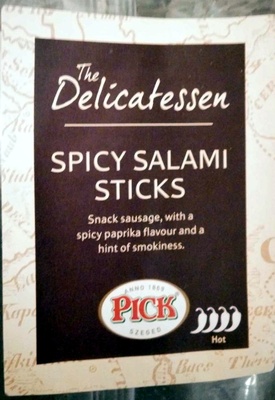 The
Delicatessen
SPICY SALAMI
STICKS
Snack sausage, with a
spicy paprika flavour and a
hint of smokiness.
ANNO 1869
PICK
SZEGED
Hot